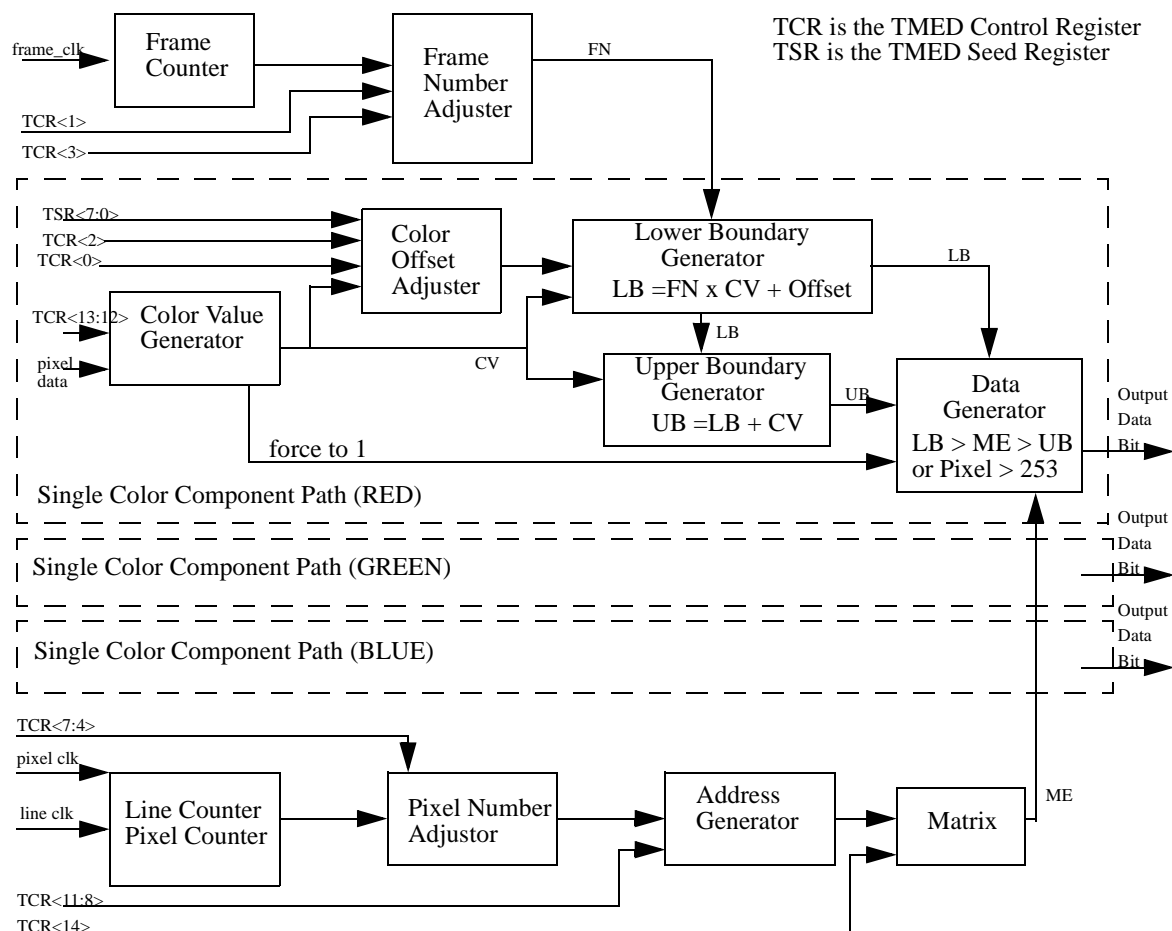 TCR is the TMED Control Register
TSR is the TMED Seed Register
frame_clk
Frame
Counter
Frame
Number
Adjuster
FN
TCR<1>
TCR<3>
TSR<7:0>
TCR<2>
TCR<0>
Color
Offset
Adjuster
Lower Boundary
Generator
LB =FN x CV + Offset
LB
TCR<13:12>
pixel
data
Color Value
Generator
CV
LB
Upper Boundary
Generator
UB =LB + CV
UB
Data
Generator
LB > ME > UB
or Pixel > 253
Output
Data
Bit
force to 1
Single Color Component Path (RED)
Output
Data
Bit
Single Color Component Path (GREEN)
Output
Data
Bit
Single Color Component Path (BLUE)
TCR<7:4>
pixel clk
line clk
Line Counter
Pixel Counter
Pixel Number
Adjustor
Address
Generator
Matrix
ME
TCR<11:8>
TCR<14>